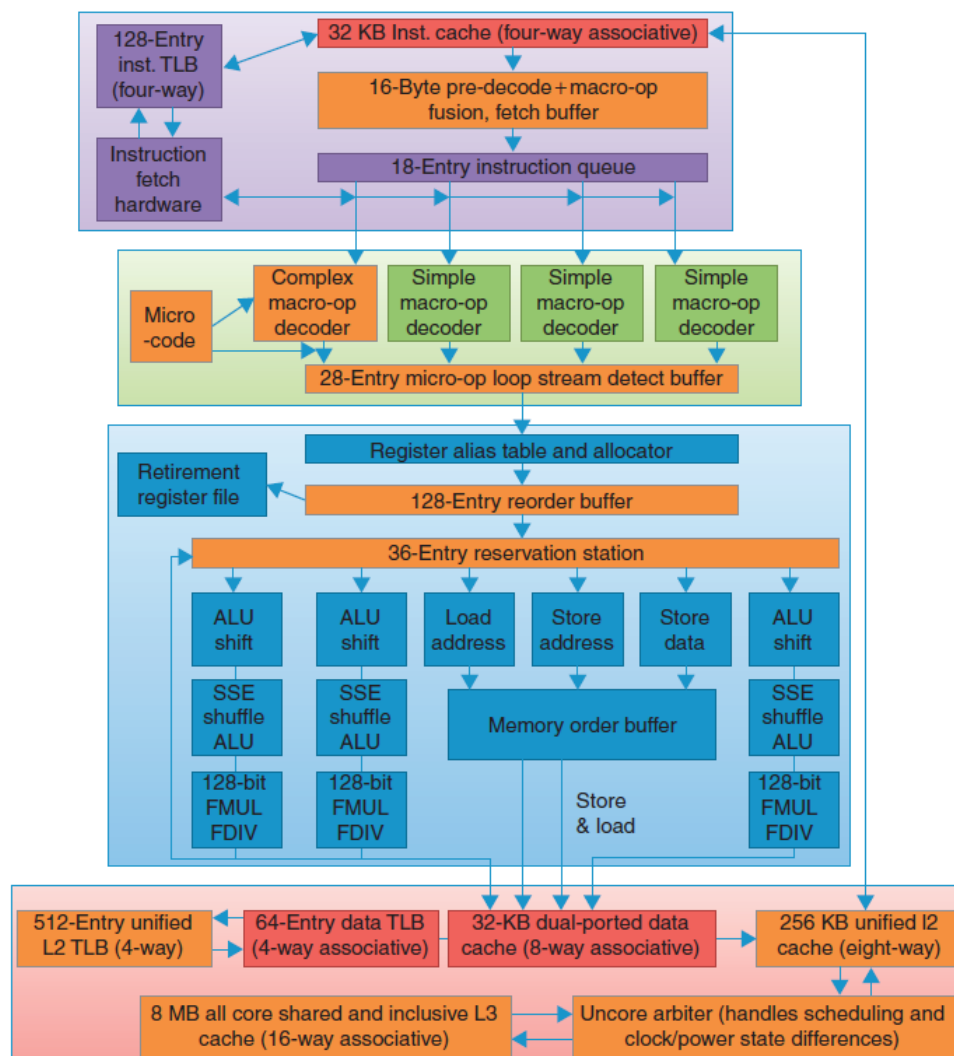 128-Entry
inst. TLB
(four-way)
32 KB Inst. cache (four-way associative)
16-Byte pre-decode+macro-op
fusion, fetch buffer
Instruction
fetch
hardware
18-Entry instruction queue
Micro
-code
Complex
macro-op
decoder
Simple
macro-op
decoder
Simple
macro-op
decoder
Simple
macro-op
decoder
28-Entry micro-op loop stream detect buffer
Register alias table and allocator
Retirement
register file
128-Entry reorder buffer
36-Entry reservation station
ALU
shift
ALU
shift
Load
address
Store
address
Store
data
ALU
shift
SSE
shuffle
ALU
SSE
shuffle
ALU
Memory order buffer
SSE
shuffle
ALU
128-bit
FMUL
FDIV
128-bit
FMUL
FDIV
Store
& load
128-bit
FMUL
FDIV
512-Entry unified
L2 TLB (4-way)
64-Entry data TLB
(4-way associative)
32-KB dual-ported data
cache (8-way associative)
256 KB unified l2
cache (eight-way)
8 MB all core shared and inclusive L3
cache (16-way associative)
Uncore arbiter (handles scheduling and
clock/power state differences)